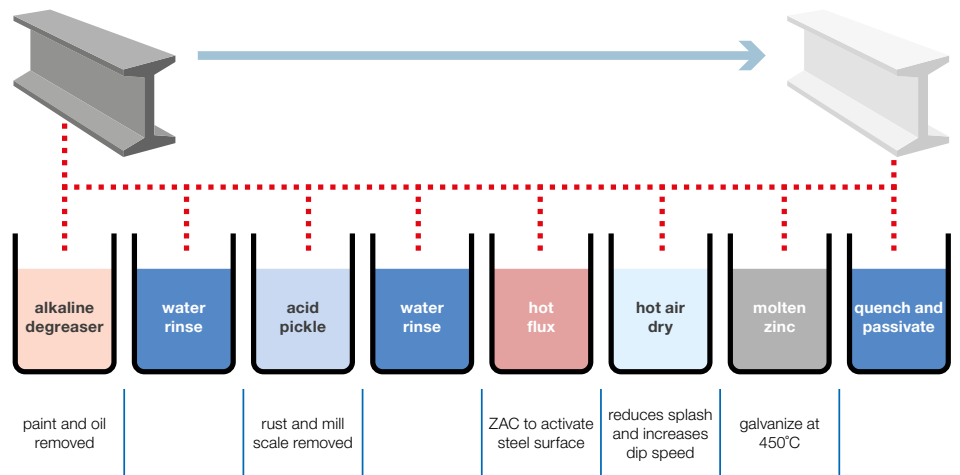 alkaline
degreaser
water
rinse
acid
pickle
water
rinse
hot
flux
hot air
dry
molten
zinc
quench and
passivate
paint and oil
removed
rust and mill
scale removed
ZAC to activate
steel surface
reduces splash
and increases
dip speed
galvanize at
450˚C